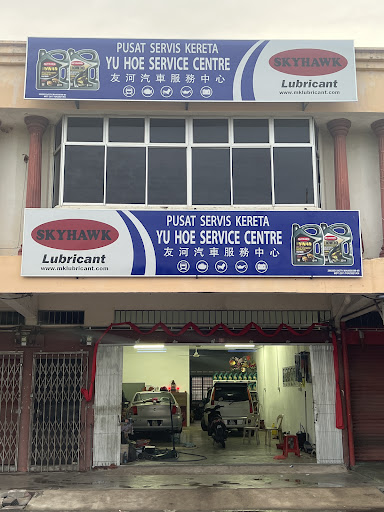 PUSAT SERVIS KERETA
YU HOE SERVICE CENTRE
友河汽車服務中心
SKYHAWK
Lubricant
www.mklubricant.com
SKYHAWK
Lubricant
www.mklubricant.com
PUSAT SERVIS KERETA
YU HOE SERVICE CENTRE
友河汽車服務中心